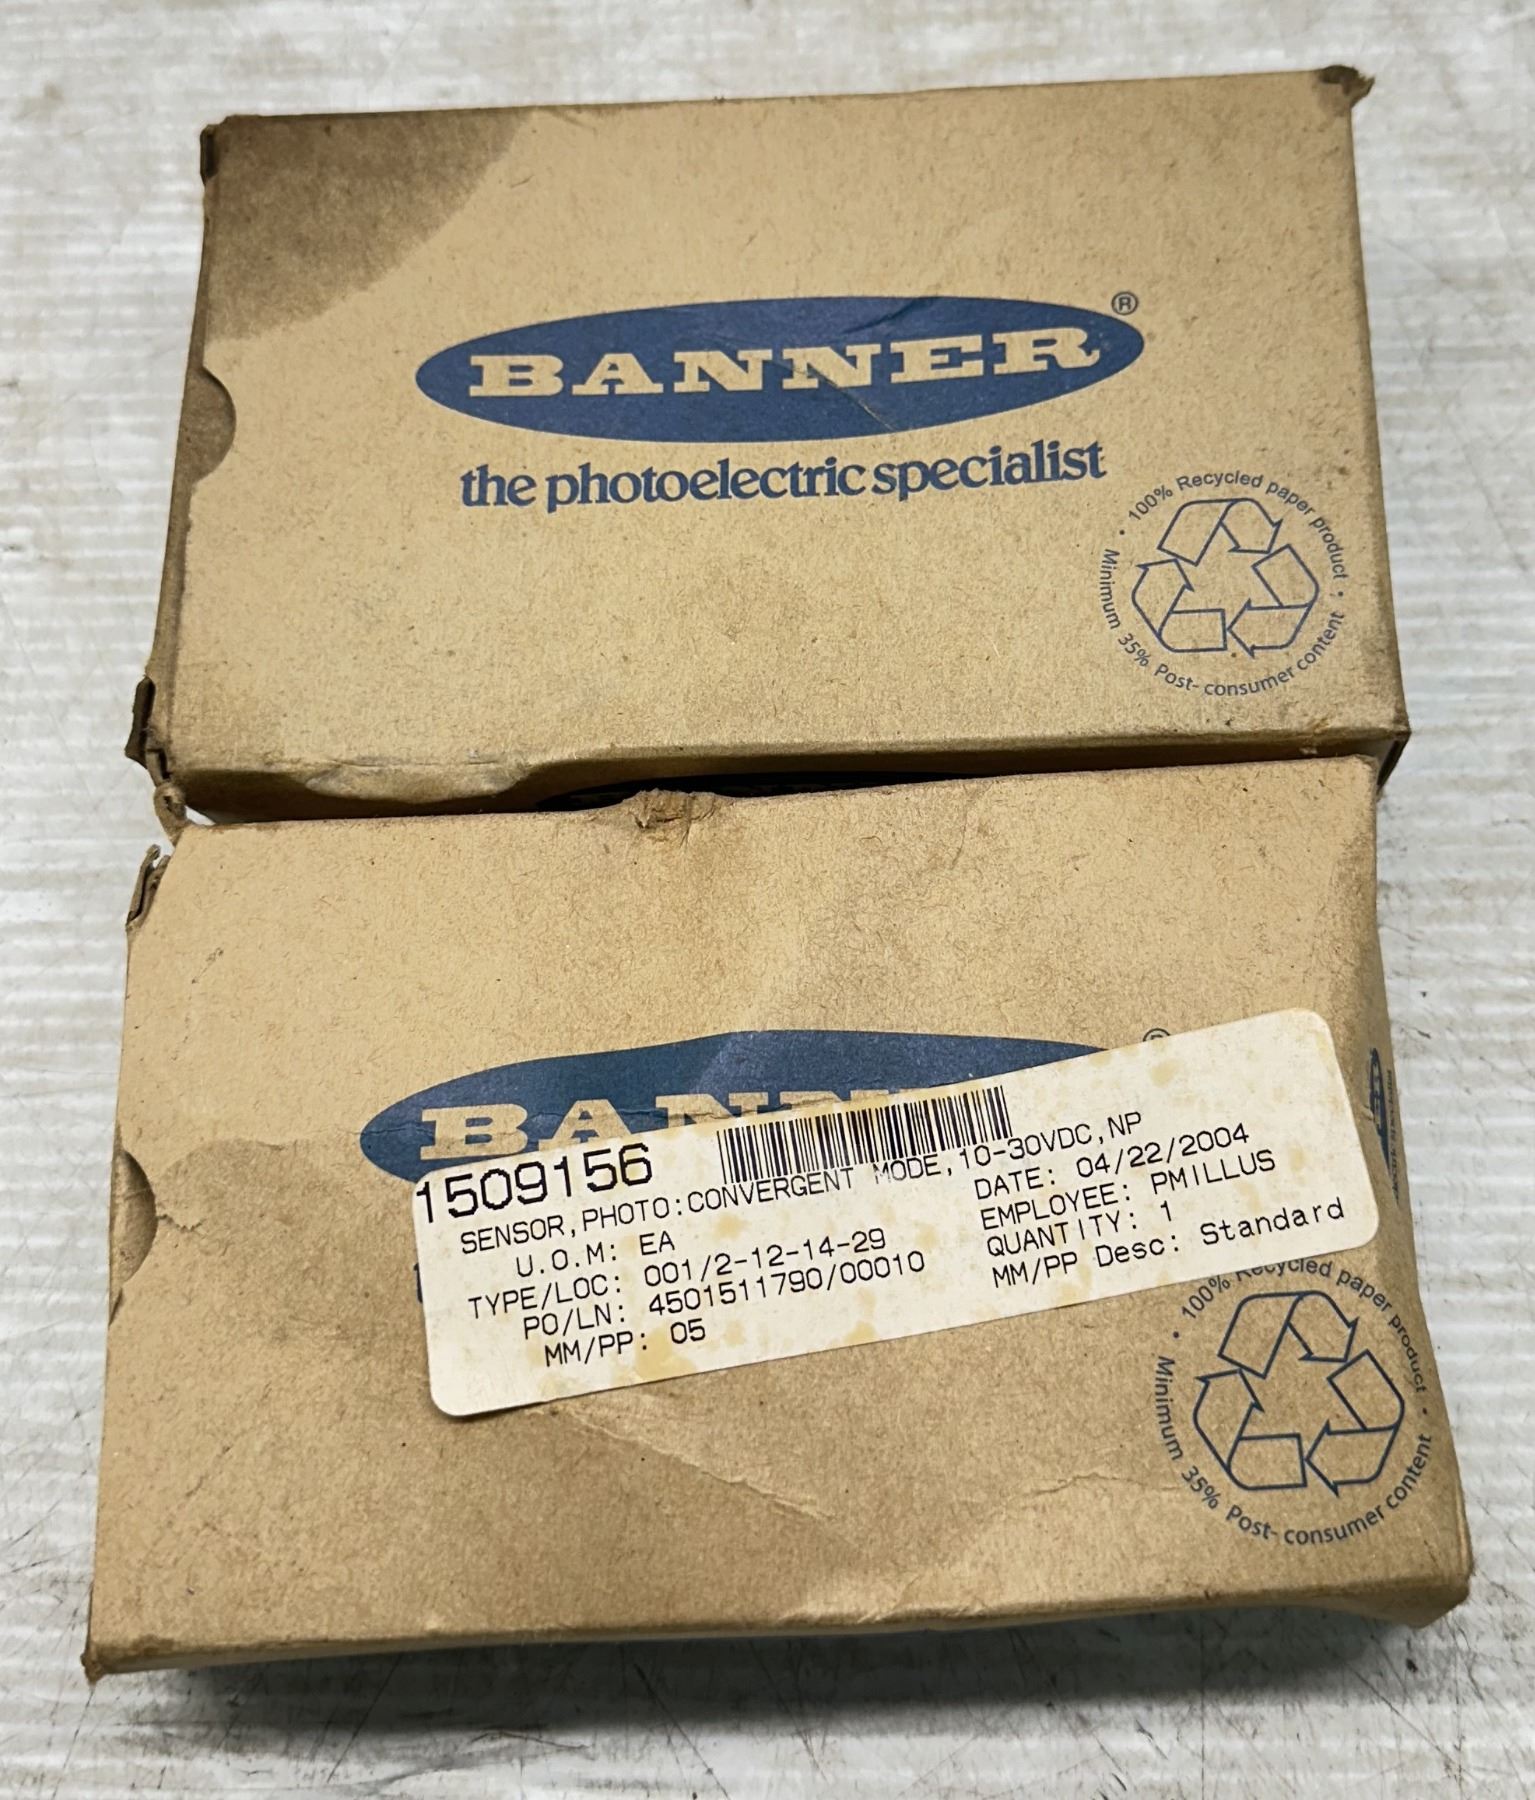 BANNER®
the photoelectric specialist
100% Recycled paper product
Minimum 35% Post-consumer content
BANNER
1509156
SENSOR,PHOTO:CONVERGENT MODE,10-30VDC,NP
U.O.M: EA
DATE: 04/22/2004
TYPE/LOC: 001/2-12-14-29
EMPLOYEE: PMILLUS
PO/LN: 4501511790/00010
QUANTITY: 1
MM/PP: 05
MM/PP Desc: Standard
100% Recycled paper product
Minimum 35% Post-consumer content